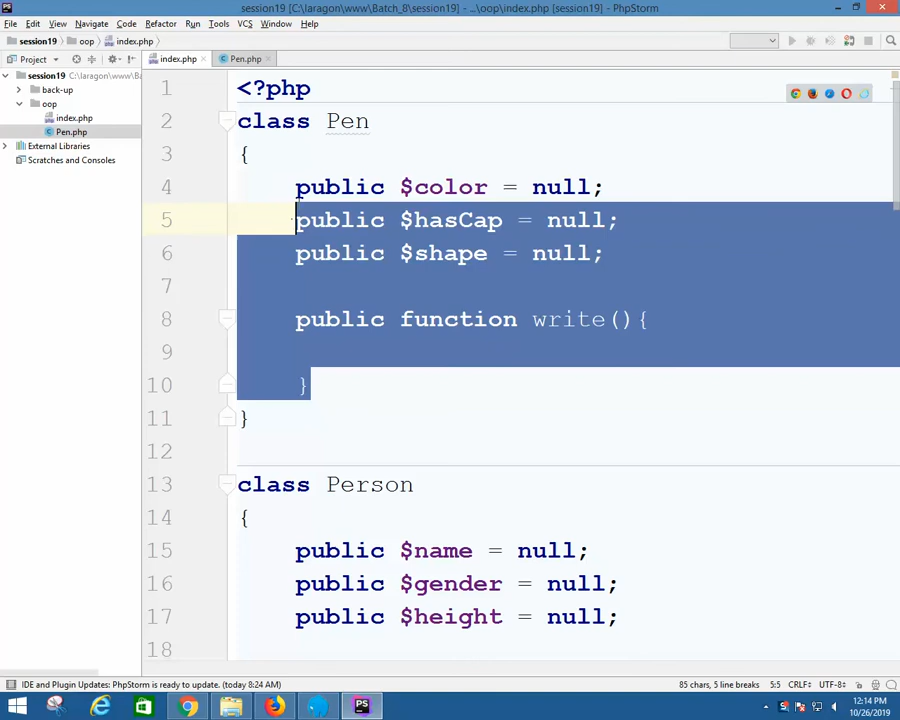 session19 [C:\laragon\www\Batch_8\session19] - ...\oop\index.php [session19] - PhpStorm
File Edit View Navigate Code Refactor Run Tools VCS Window Help
session19 oop index.php
Project index.php Pen.php
session19 C:\laragon\www\Ba
back-up
oop
index.php
Pen.php
External Libraries
Scratches and Consoles
1 <?php
2 class Pen
3 {
4 public $color = null;
5 public $hasCap = null;
6 public $shape = null;
7
8 public function write(){
9
10 }
11 }
12
13 class Person
14 {
15 public $name = null;
16 public $gender = null;
17 public $height = null;
18
IDE and Plugin Updates: PhpStorm is ready to update. (today 8:24 AM) 85 chars, 5 line breaks 5:5 CRLF÷ UTF-8÷
PS
12:14 PM
10/26/2019